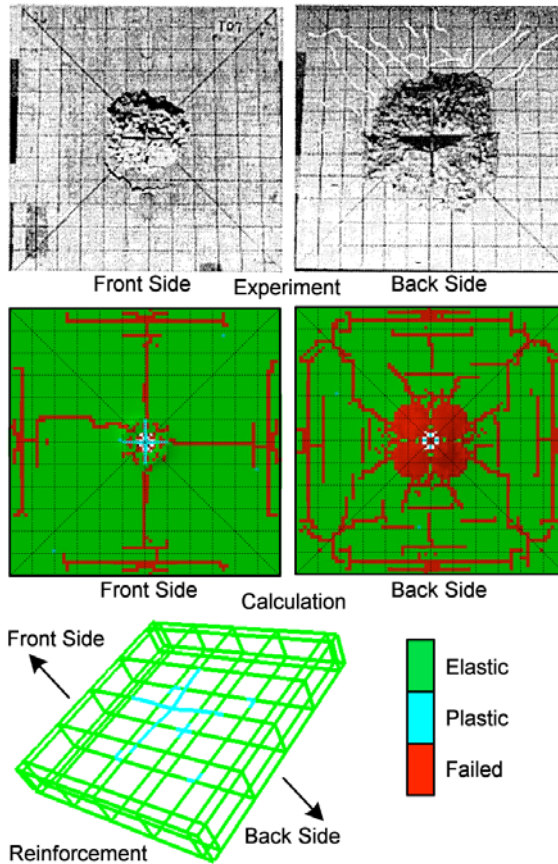 T07
Front Side
Back Side
Experiment
Front Side
Back Side
Calculation
Front Side
Elastic
Plastic
Failed
Back Side
Reinforcement